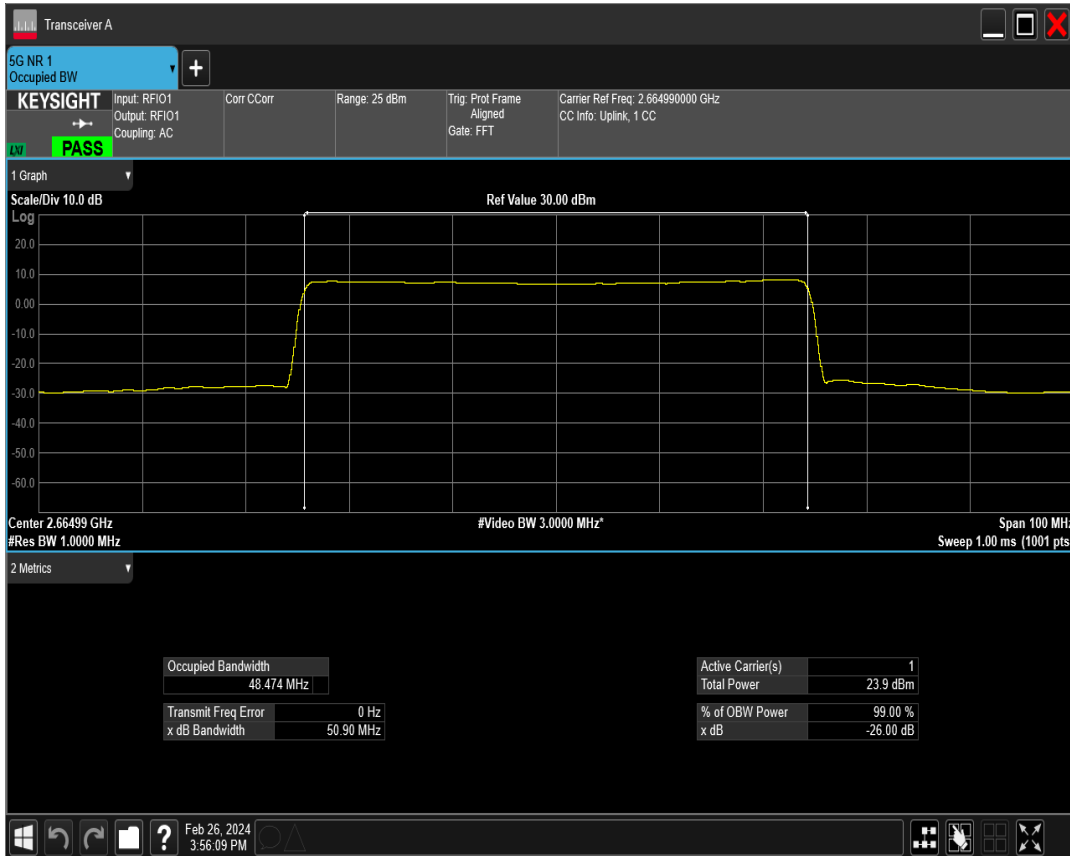 Transceiver A
5G NR 1
Occupied BW
KEYSIGHT
LXI
PASS
Input: RFIO1
Output: RFIO1
Coupling: AC
Corr CCorr
Range: 25 dBm
Trig: Prot Frame
Aligned
Gate: FFT
Carrier Ref Freq: 2.664990000 GHz
CC Info: Uplink, 1 CC
1 Graph
Scale/Div 10.0 dB
Ref Value 30.00 dBm
Log
20.0
10.0
0.00
-10.0
-20.0
-30.0
-40.0
-50.0
-60.0
Center 2.66499 GHz
#Video BW 3.0000 MHz*
Span 100 MHz
#Res BW 1.0000 MHz
Sweep 1.00 ms (1001 pts
2 Metrics
Occupied Bandwidth
48.474 MHz
Transmit Freq Error 0 Hz
x dB Bandwidth 50.90 MHz
Active Carrier(s) 1
Total Power 23.9 dBm
% of OBW Power 99.00 %
x dB -26.00 dB
?
Feb 26, 2024
3:56:09 PM